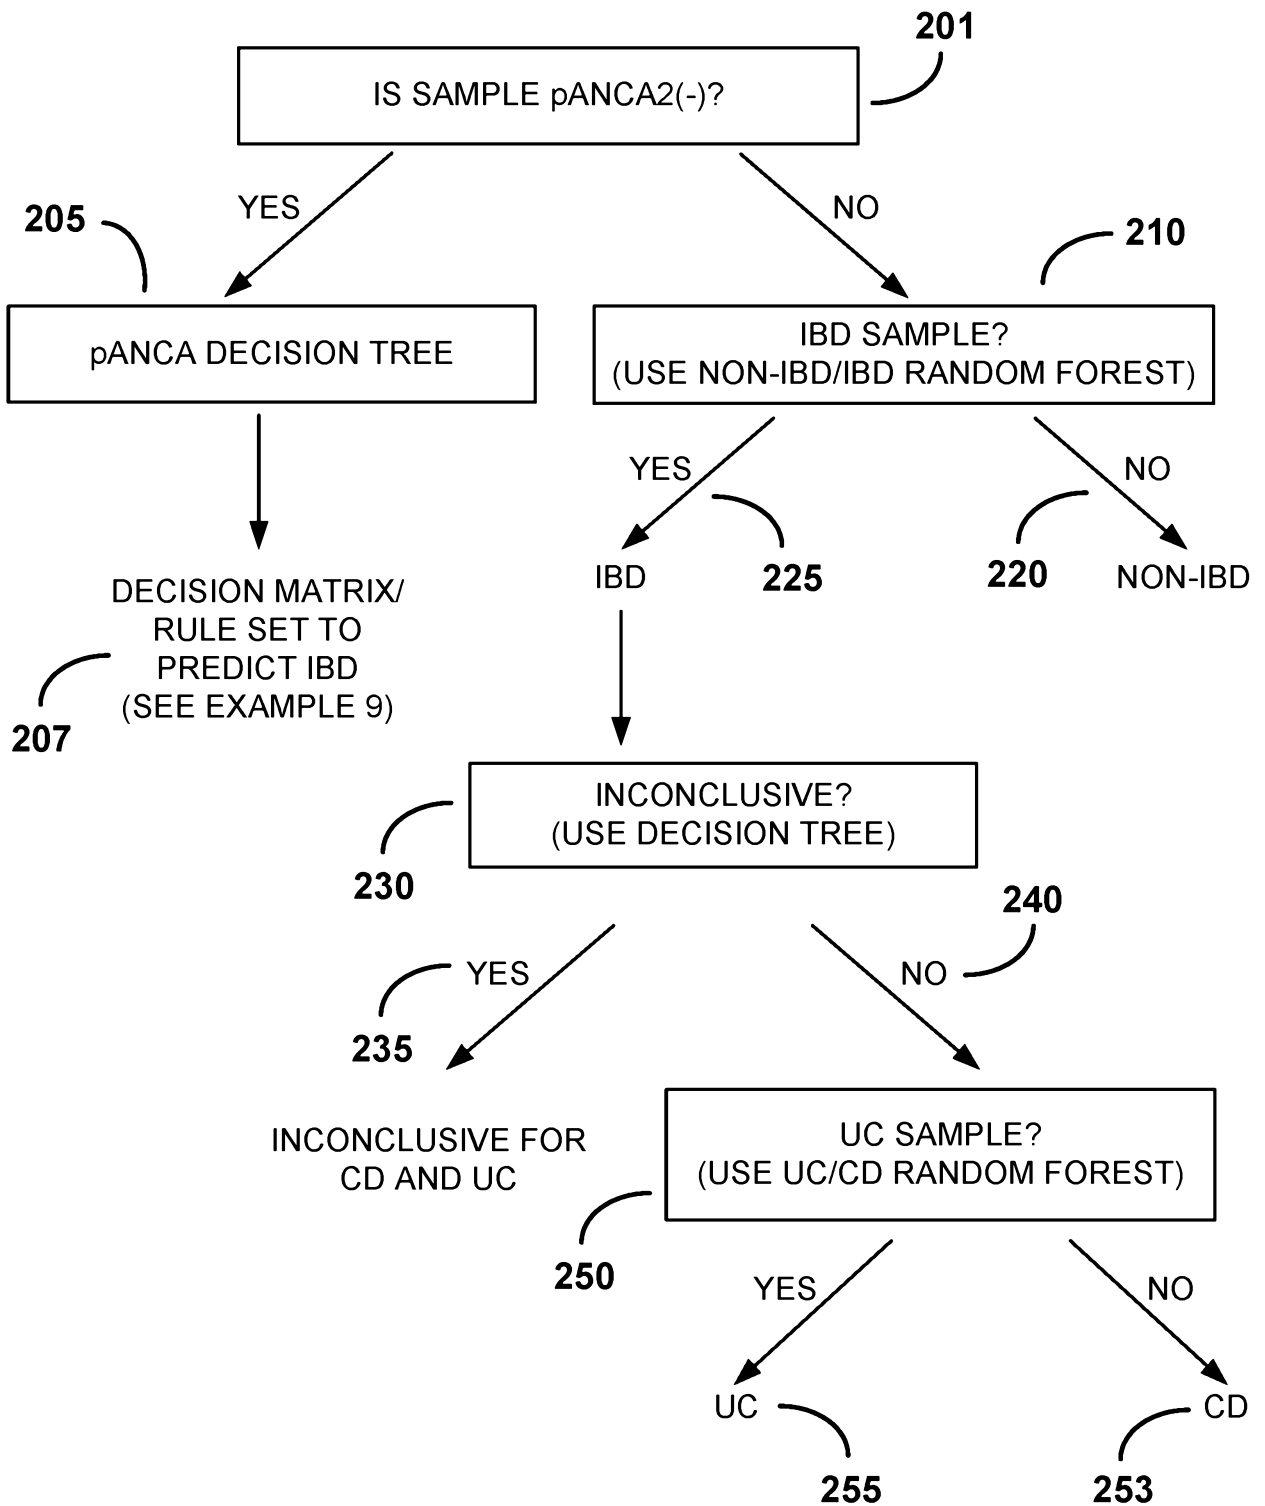 201
IS SAMPLE pANCA2(-)?
YES
NO
205
210
pANCA DECISION TREE
IBD SAMPLE?
(USE NON-IBD/IBD RANDOM FOREST)
YES
NO
IBD
225
220
NON-IBD
DECISION MATRIX/
RULE SET TO
PREDICT IBD
(SEE EXAMPLE 9)
207
INCONCLUSIVE?
(USE DECISION TREE)
230
240
YES
NO
235
INCONCLUSIVE FOR
CD AND UC
UC SAMPLE?
(USE UC/CD RANDOM FOREST)
250
YES
NO
UC
CD
255
253